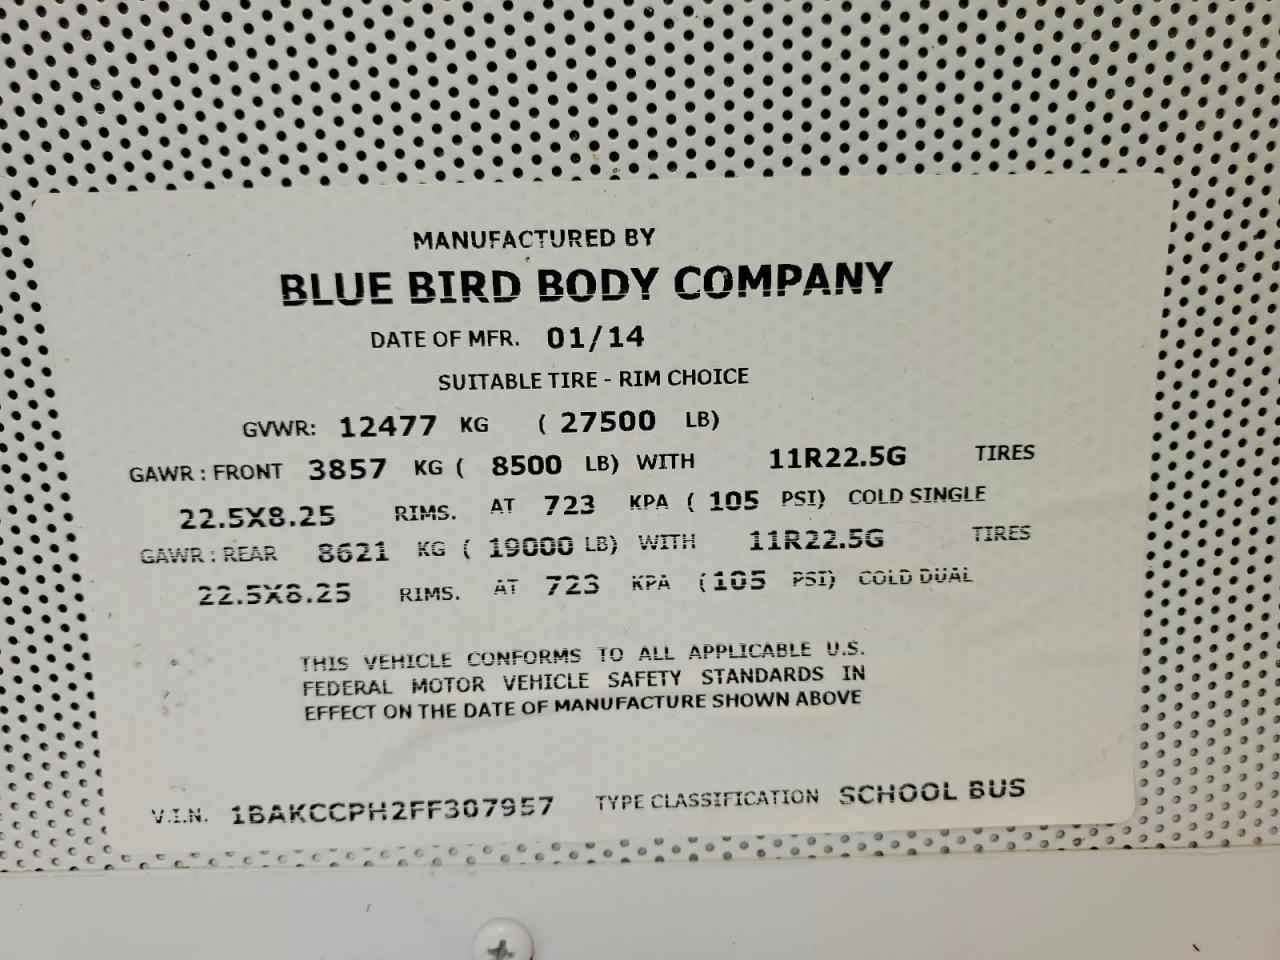 MANUFACTURED BY
BLUE BIRD BODY COMPANY
DATE OF MFR. 01/14
SUITABLE TIRE - RIM CHOICE
GVWR: 12477 KG ( 27500 LB)
GAWR : FRONT 3857 KG ( 8500 LB) WITH 11R22.5G TIRES
22.5X8.25 RIMS. AT 723 KPA ( 105 PSI) COLD SINGLE
GAWR : REAR 8621 KG ( 19000 LB) WITH 11R22.5G TIRES
22.5X8.25 RIMS. AT 723 KPA ( 105 PSI) COLD DUAL
THIS VEHICLE CONFORMS TO ALL APPLICABLE U.S.
FEDERAL MOTOR VEHICLE SAFETY STANDARDS IN
EFFECT ON THE DATE OF MANUFACTURE SHOWN ABOVE
V.I.N. 1BAKCCPH2FF307957 TYPE CLASSIFICATION SCHOOL BUS